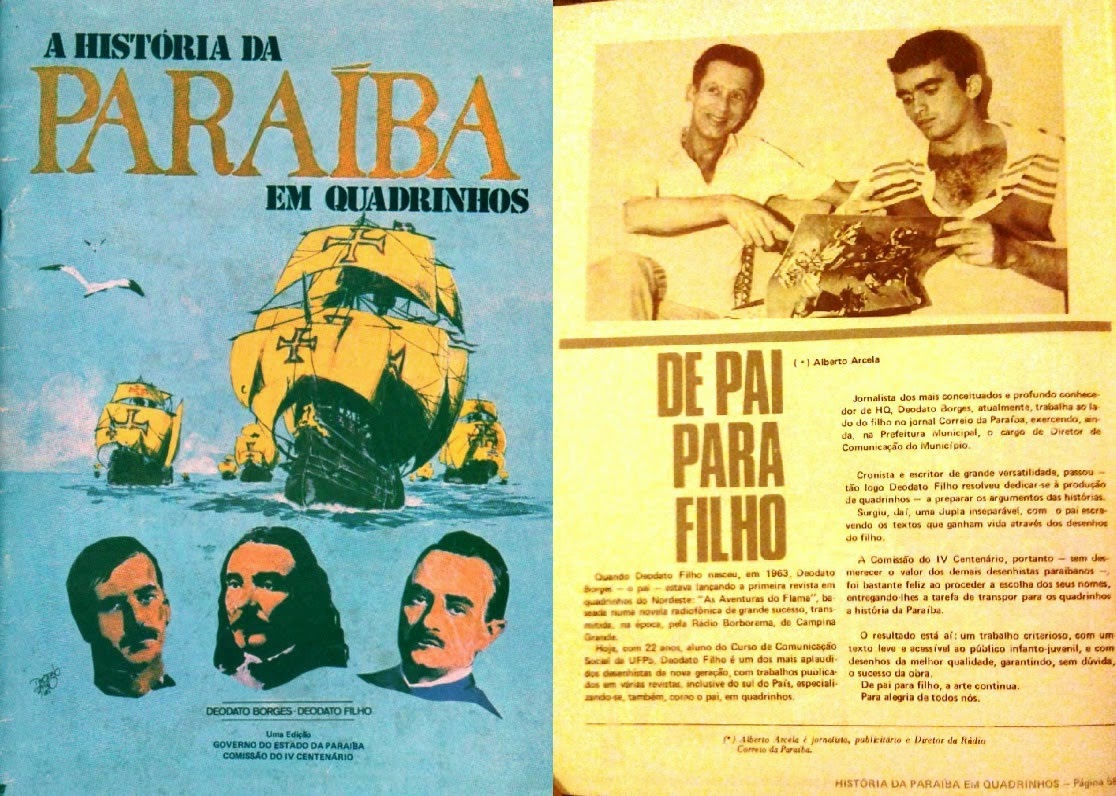 A HISTÓRIA DA
PARAÍBA
EM QUADRINHOS
DEODATO BORGES - DEODATO FILHO
Uma Edição
GOVERNO DO ESTADO DA PARAIBA
COMISSÃO DO IV CENTENÁRIO
DE PAI
PARA
FILHO
(*) Alberto Arcela
Quando Deodato Filho nasceu, em 1963, Deodato
Borges — o pai — estava lançando a primeira revista em
quadrinhos do Nordeste: "As Aventuras do Flama", ba-
seada numa novela radiofônica de grande sucesso, trans-
mitida, na época, pela Rádio Borborema, de Campina
Grande.
Hoje, com 22 anos, aluno do Curso de Comunicação
Social da UFPb, Deodato Filho é um dos mais aplaudi-
dos desenhistas da nova geração, com trabalhos publica-
dos em várias revistas, inclusive do sul do País, especiali-
zando-se, também, como o pai, em quadrinhos.
Jornalista dos mais conceituados e profundo conhece-
dor de HQ, Deodato Borges, atualmente, trabalha ao la-
do do filho no jornal Correio da Paraíba, exercendo, ain-
da, na Prefeitura Municipal, o cargo de Diretor de
Comunicação do Município.
Cronista e escritor de grande versatilidade, passou —
tão logo Deodato Filho resolveu dedicar-se à produção
de quadrinhos — a preparar os argumentos das histórias.
Surgiu, daí, uma dupla inseparável, com o pai escre-
vendo os textos que ganham vida através dos desenhos
do filho.
A Comissão do IV Centenário, portanto — sem des-
merecer o valor dos demais desenhistas paraibanos —,
foi bastante feliz ao proceder a escolha dos seus nomes,
entregando-lhes a tarefa de transpor para os quadrinhos
a história da Paraíba.
O resultado está aí: um trabalho criterioso, com um
texto leve e acessível ao público infanto-juvenil, e com
desenhos da melhor qualidade, garantindo, sem dúvida,
o sucesso da obra.
De pai para filho, a arte continua.
Para alegria de todos nós.
(*) Alberto Arcela é jornalista, publicitário e Diretor da Rádio
Correio da Paraíba.
HISTÓRIA DA PARAÍBA EM QUADRINHOS — Página